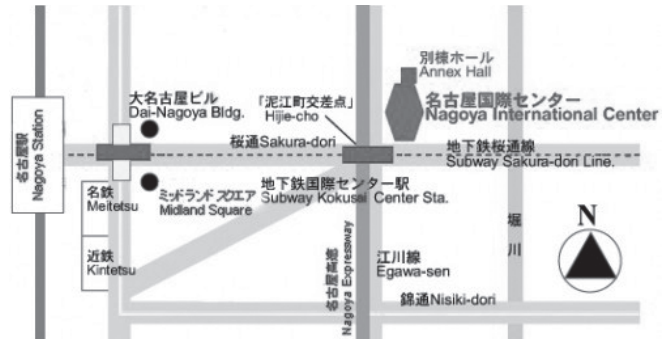 別棟ホール
Annex Hall
大名古屋ビル
Dai-Nagoya Bldg.
「泥江町交差点」
Hijie-cho
名古屋国際センター
Nagoya International Center
名古屋駅
Nagoya Station
桜通Sakura-dori
地下鉄桜通線
Subway Sakura-dori Line.
名鉄
Meitetsu
ミッドランド スクエア
Midland Square
地下鉄国際センター駅
Subway Kokusai Center Sta.
近鉄
Kintetsu
名古屋高速
Nagoya Expressway
江川線
Egawa-sen
堀川
N
錦通Nisiki-dori